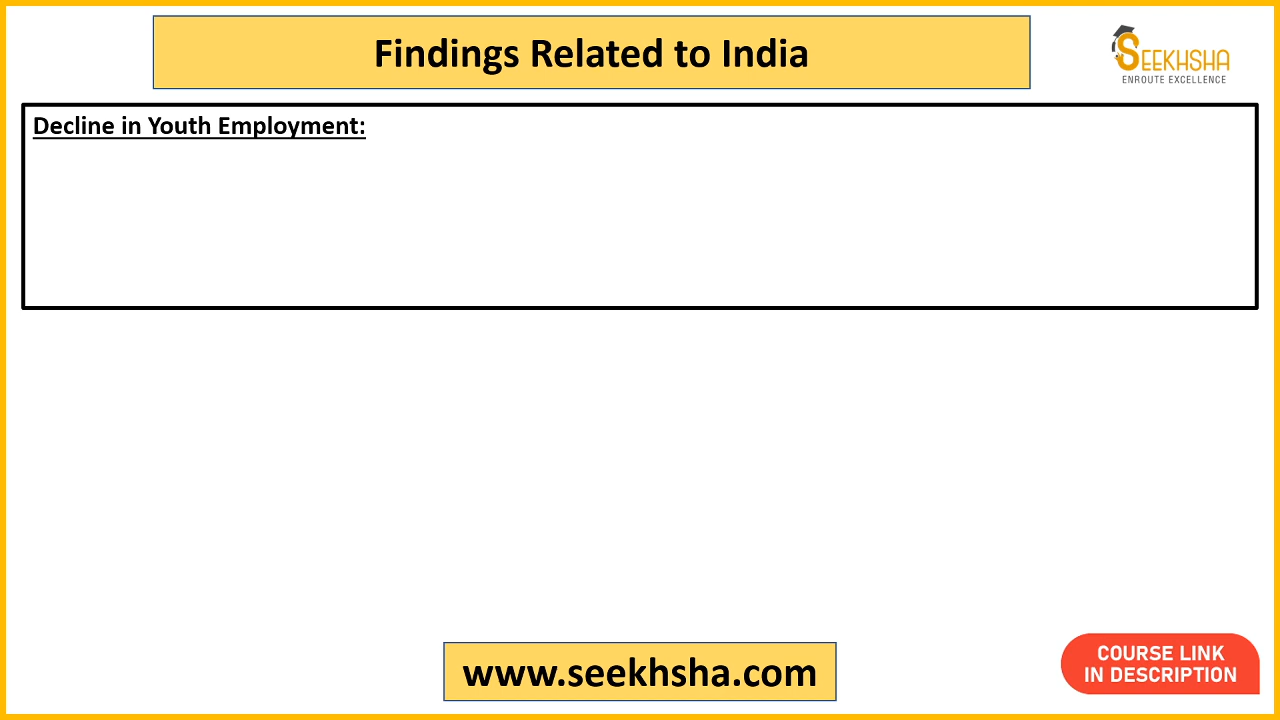 Findings Related to India
SEEKHSHA
ENROUTE EXCELLENCE
Decline in Youth Employment:
www.seekhsha.com
COURSE LINK
IN DESCRIPTION